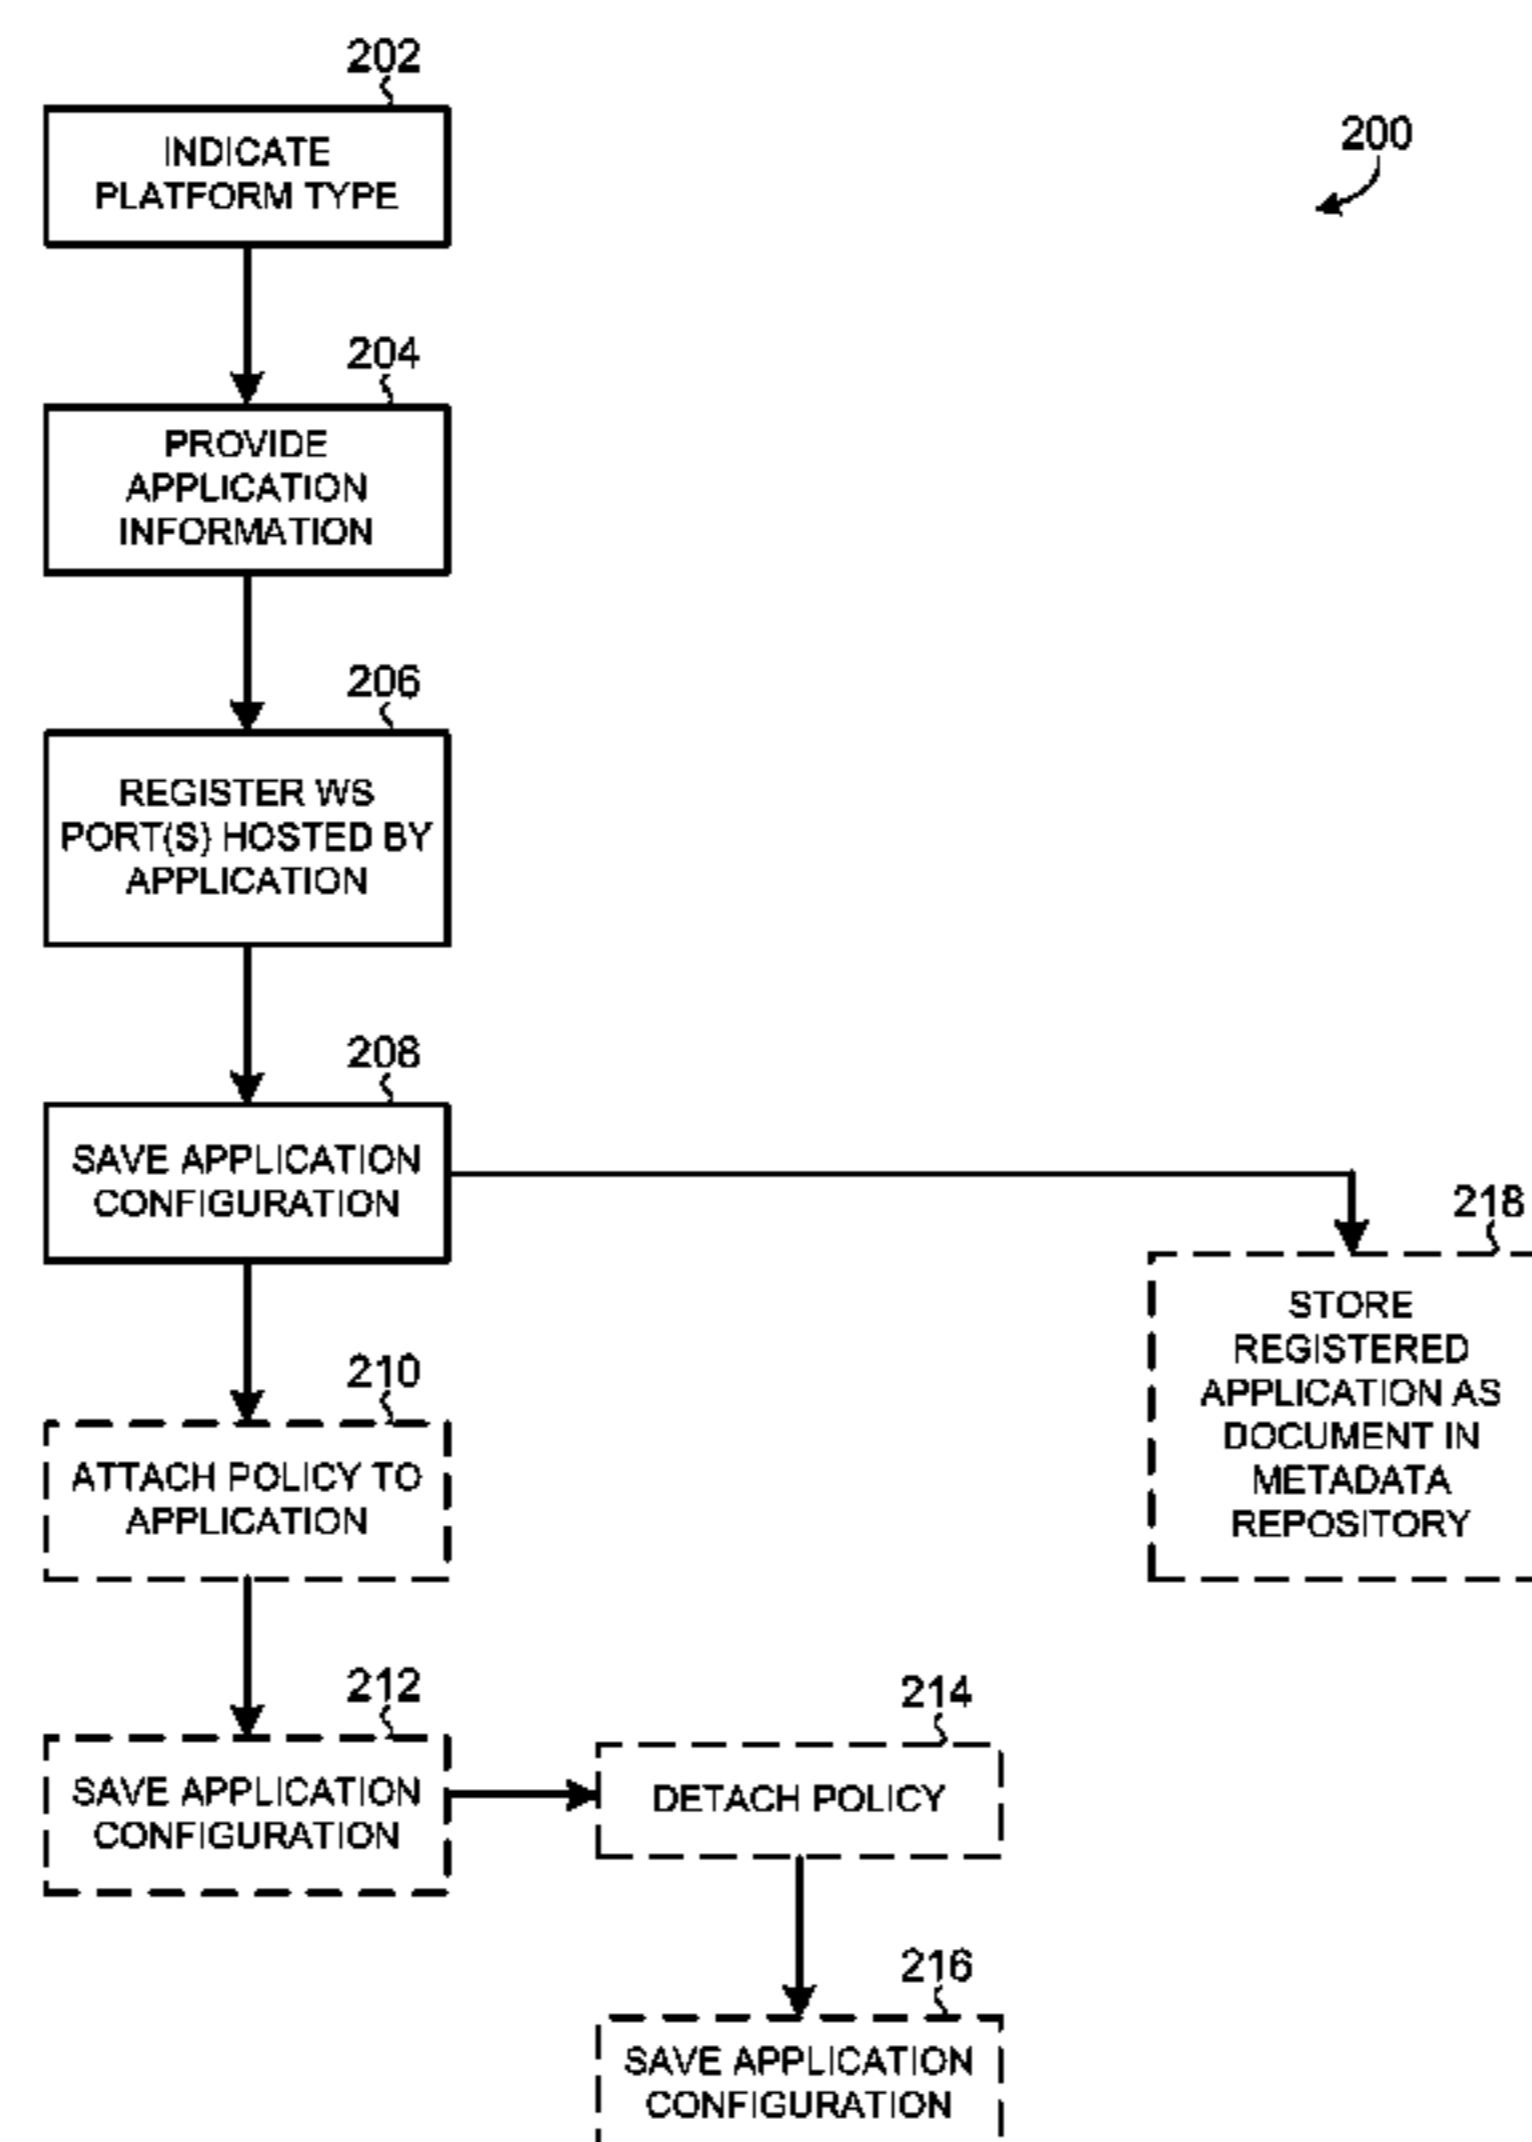 202
INDICATE
PLATFORM TYPE
200
204
PROVIDE
APPLICATION
INFORMATION
206
REGISTER WS
PORT(S) HOSTED BY
APPLICATION
208
SAVE APPLICATION
CONFIGURATION
218
STORE
REGISTERED
APPLICATION AS
DOCUMENT IN
METADATA
REPOSITORY
210
ATTACH POLICY TO
APPLICATION
212
SAVE APPLICATION
CONFIGURATION
214
DETACH POLICY
216
SAVE APPLICATION
CONFIGURATION